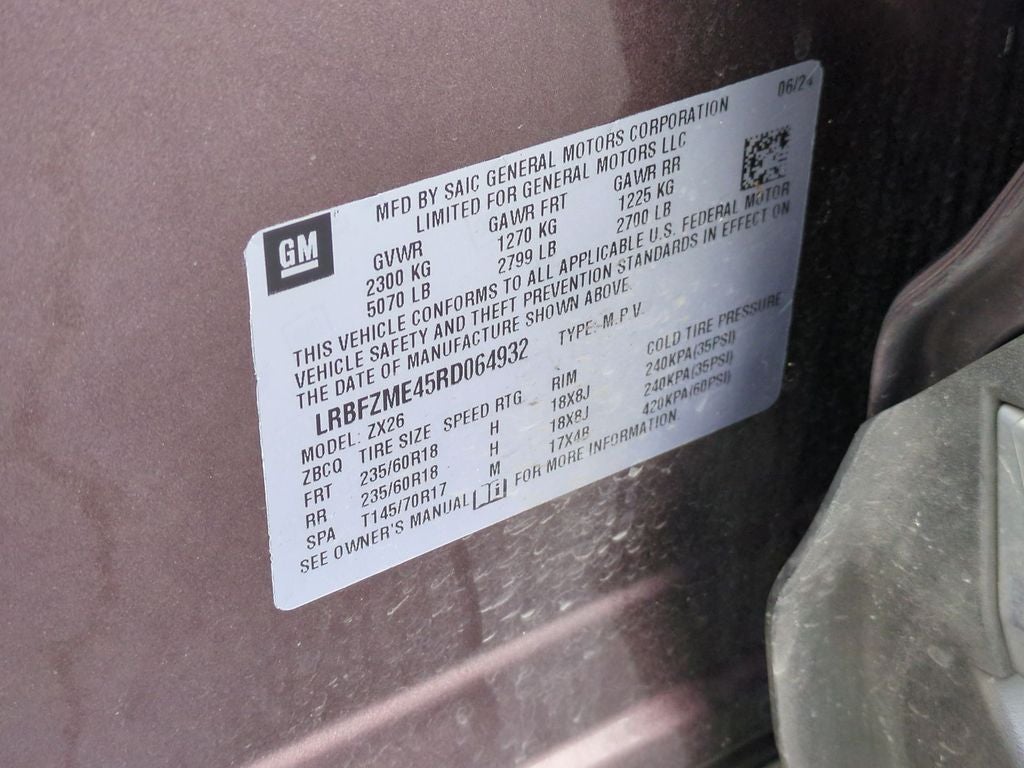 06/24
MFD BY SAIC GENERAL MOTORS CORPORATION
LIMITED FOR GENERAL MOTORS LLC
GM
GVWR GAWR FRT GAWR RR
2300 KG 1270 KG 1225 KG
5070 LB 2799 LB 2700 LB
THIS VEHICLE CONFORMS TO ALL APPLICABLE U.S. FEDERAL MOTOR
VEHICLE SAFETY AND THEFT PREVENTION STANDARDS IN EFFECT ON
THE DATE OF MANUFACTURE SHOWN ABOVE.
LRBFZME45RD064932 TYPE: M.P.V.
MODEL: ZX26
ZBCQ TIRE SIZE SPEED RTG RIM COLD TIRE PRESSURE
FRT 235/60R18 H 18X8J 240KPA(35PSI)
RR 235/60R18 H 18X8J 240KPA(35PSI)
SPA T145/70R17 M 17X4B 420KPA(60PSI)
SEE OWNER'S MANUAL i FOR MORE INFORMATION